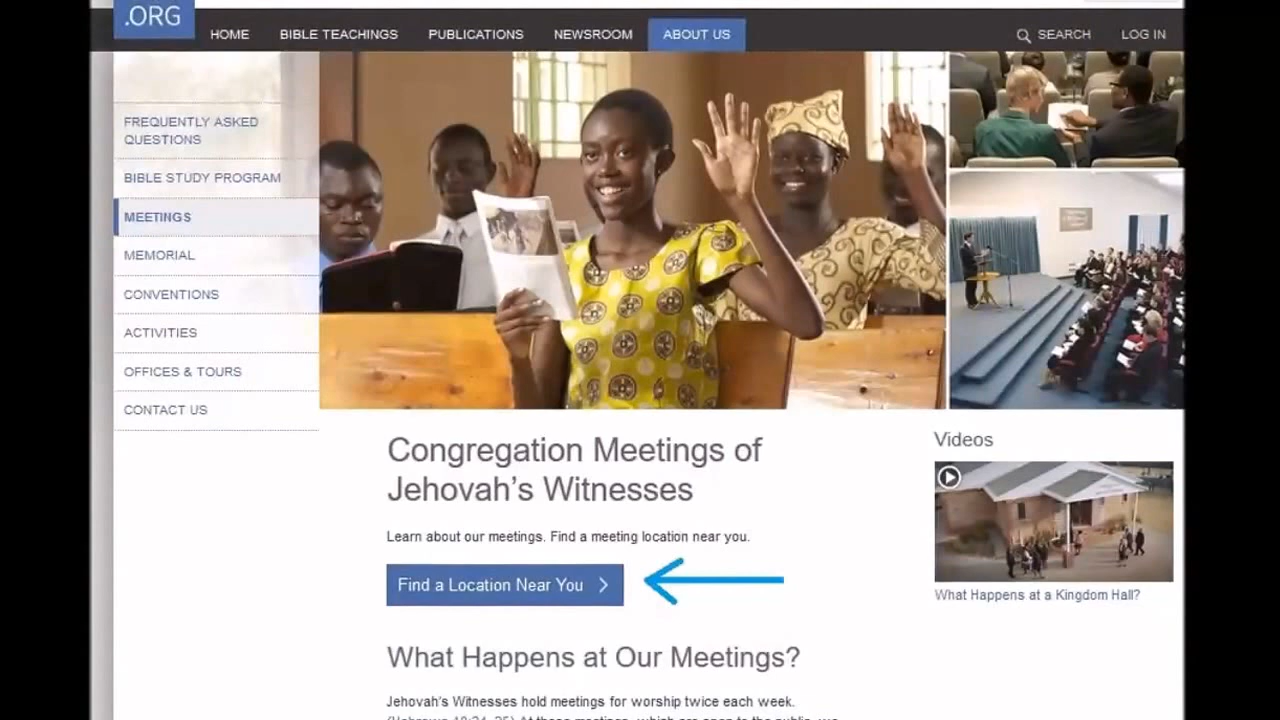 .ORG
HOME
BIBLE TEACHINGS
PUBLICATIONS
NEWSROOM
ABOUT US
SEARCH
LOG IN
FREQUENTLY ASKED
QUESTIONS
BIBLE STUDY PROGRAM
MEETINGS
MEMORIAL
CONVENTIONS
ACTIVITIES
OFFICES & TOURS
CONTACT US
Congregation Meetings of
Jehovah's Witnesses
Learn about our meetings. Find a meeting location near you.
Find a Location Near You
What Happens at Our Meetings?
Jehovah's Witnesses hold meetings for worship twice each week.
Videos
What Happens at a Kingdom Hall?